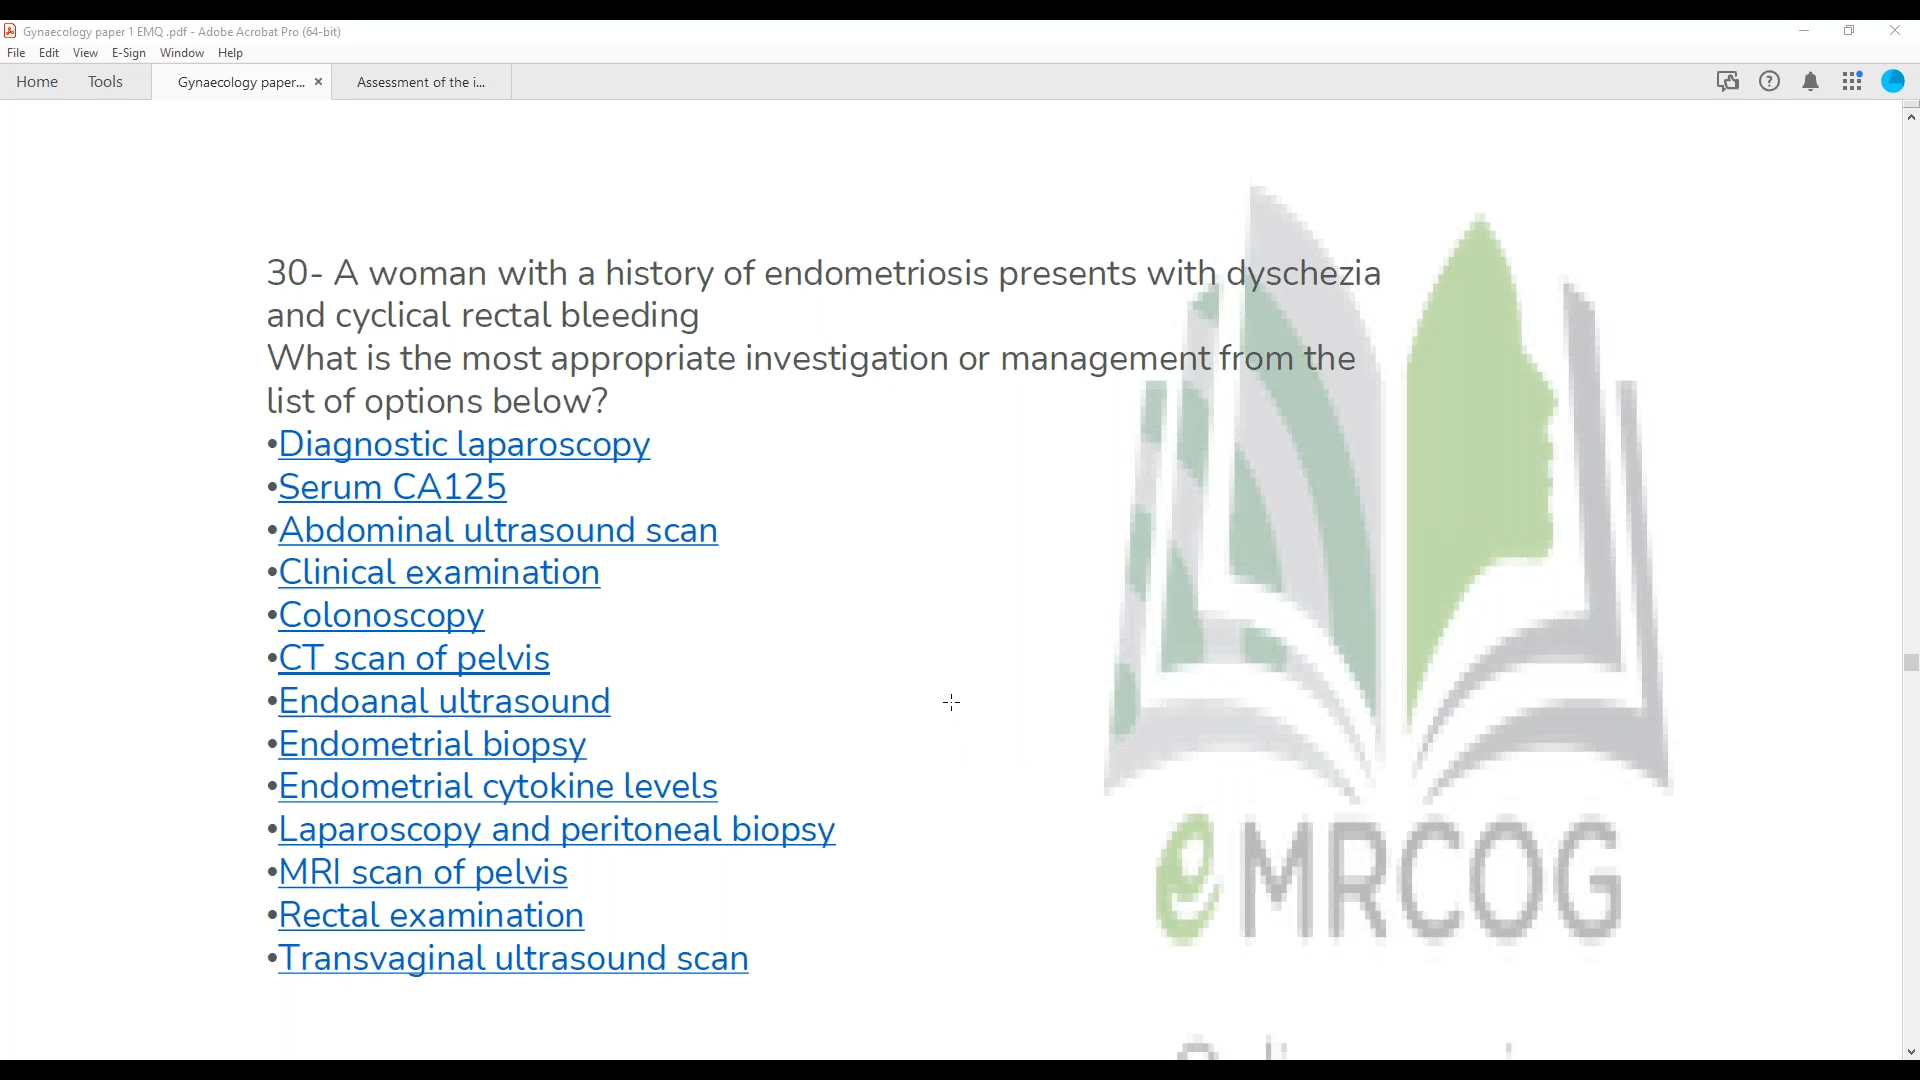 Gynaecology paper 1 EMQ .pdf - Adobe Acrobat Pro (64-bit)
File Edit View E-Sign Window Help
Home Tools Gynaecology paper... × Assessment of the i...
30- A woman with a history of endometriosis presents with dyschezia
and cyclical rectal bleeding
What is the most appropriate investigation or management from the
list of options below?
•Diagnostic laparoscopy
•Serum CA125
•Abdominal ultrasound scan
•Clinical examination
•Colonoscopy
•CT scan of pelvis
•Endoanal ultrasound
•Endometrial biopsy
•Endometrial cytokine levels
•Laparoscopy and peritoneal biopsy
•MRI scan of pelvis
•Rectal examination
•Transvaginal ultrasound scan
eMRCOG